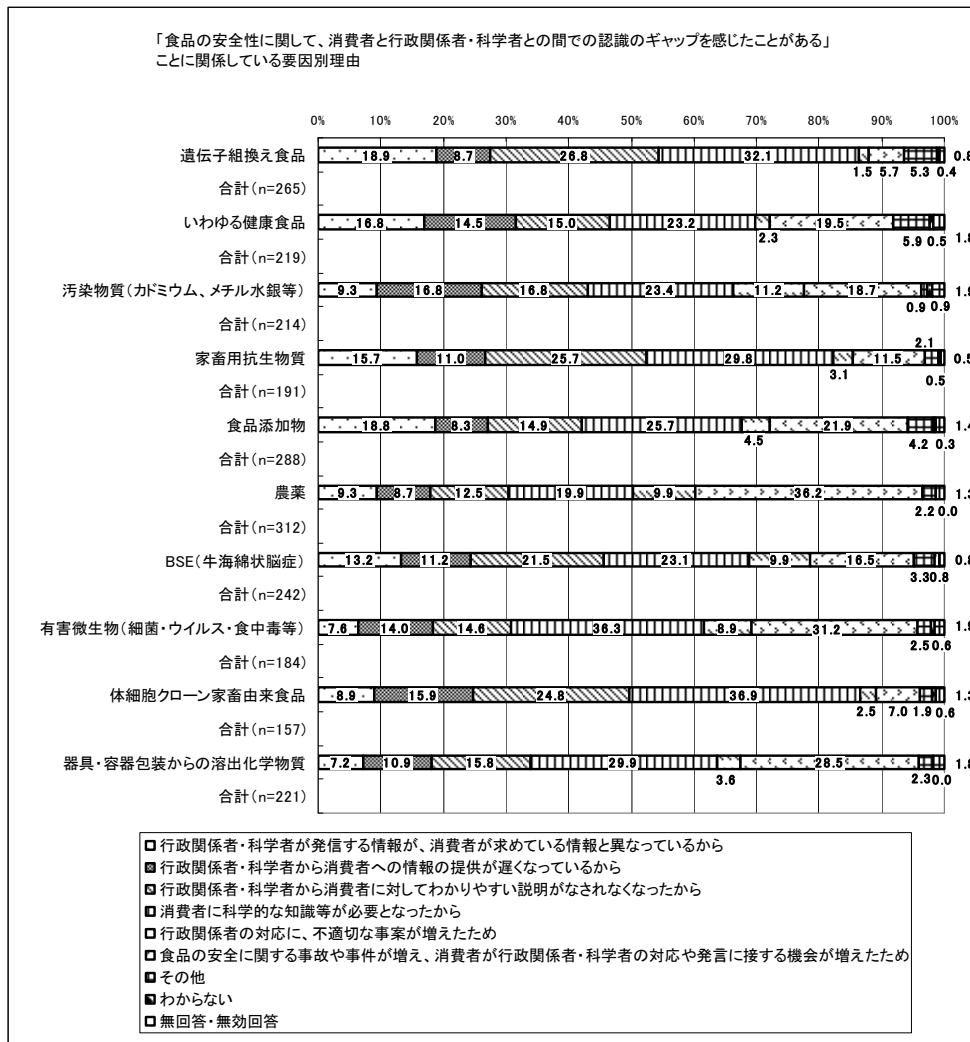 「食品の安全性に関して、消費者と行政関係者・科学者との間での認識のギャップを感じたことがある」
ことに関係している要因別理由
0% 10% 20% 30% 40% 50% 60% 70% 80% 90% 100%
遺伝子組換え食品 18.9 8.7 26.8 32.1 1.5 5.7 5.3 0.4 0.8
合計(n=265)
いわゆる健康食品 16.8 14.5 15.0 23.2 2.3 19.5 5.9 0.5 1.8
合計(n=219)
汚染物質(カドミウム、メチル水銀等) 9.3 16.8 16.8 23.4 11.2 18.7 0.9 0.9 1.9
合計(n=214)
家畜用抗生物質 15.7 11.0 25.7 29.8 3.1 11.5 2.1 0.5 0.5
合計(n=191)
食品添加物 18.8 8.3 14.9 25.7 4.5 21.9 4.2 0.3 1.4
合計(n=288)
農薬 9.3 8.7 12.5 19.9 9.9 36.2 2.2 0.0 1.3
合計(n=312)
BSE(牛海綿状脳症) 13.2 11.2 21.5 23.1 9.9 16.5 3.3 0.8 0.8
合計(n=242)
有害微生物(細菌・ウイルス・食中毒等) 7.6 14.0 14.6 36.3 8.9 31.2 2.5 0.6 1.9
合計(n=184)
体細胞クローン家畜由来食品 8.9 15.9 24.8 36.9 2.5 7.0 1.9 0.6 1.3
合計(n=157)
器具・容器包装からの溶出化学物質 7.2 10.9 15.8 29.9 3.6 28.5 2.3 0.0 1.8
合計(n=221)
行政関係者・科学者が発信する情報が、消費者が求めている情報と異なっているから
行政関係者・科学者から消費者への情報の提供が遅くなっているから
行政関係者・科学者から消費者に対してわかりやすい説明がなされなくなったから
消費者に科学的な知識等が必要となったから
行政関係者の対応に、不適切な事案が増えたため
食品の安全に関する事故や事件が増え、消費者が行政関係者・科学者の対応や発言に接する機会が増えたため
その他
わからない
無回答・無効回答